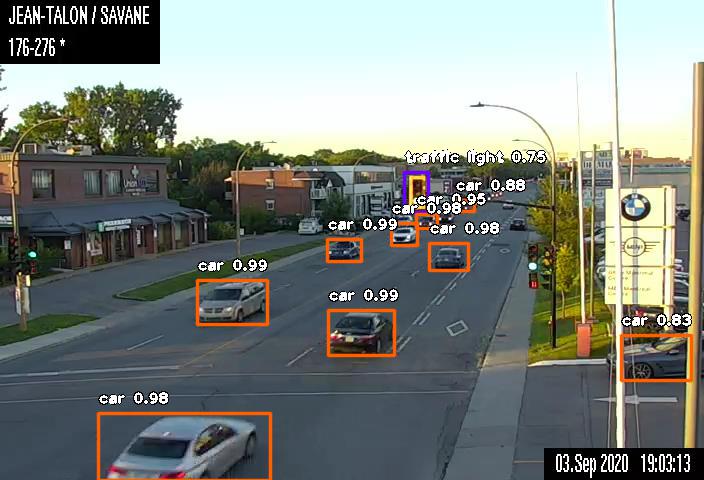 JEAN-TALON / SAVANE
176-276 *
traffic light 0.75
car 0.88
car 0.95
car 0.98
car 0.99
car 0.98
car 0.99
car 0.99
car 0.83
car 0.98
BMW
MINI
03.Sep 2020 19:03:13